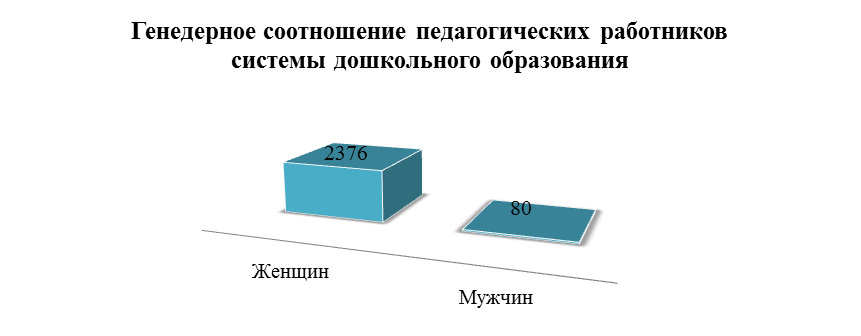 Генедерное соотношение педагогических работников
системы дошкольного образования
2376
80
Женщин
Мужчин